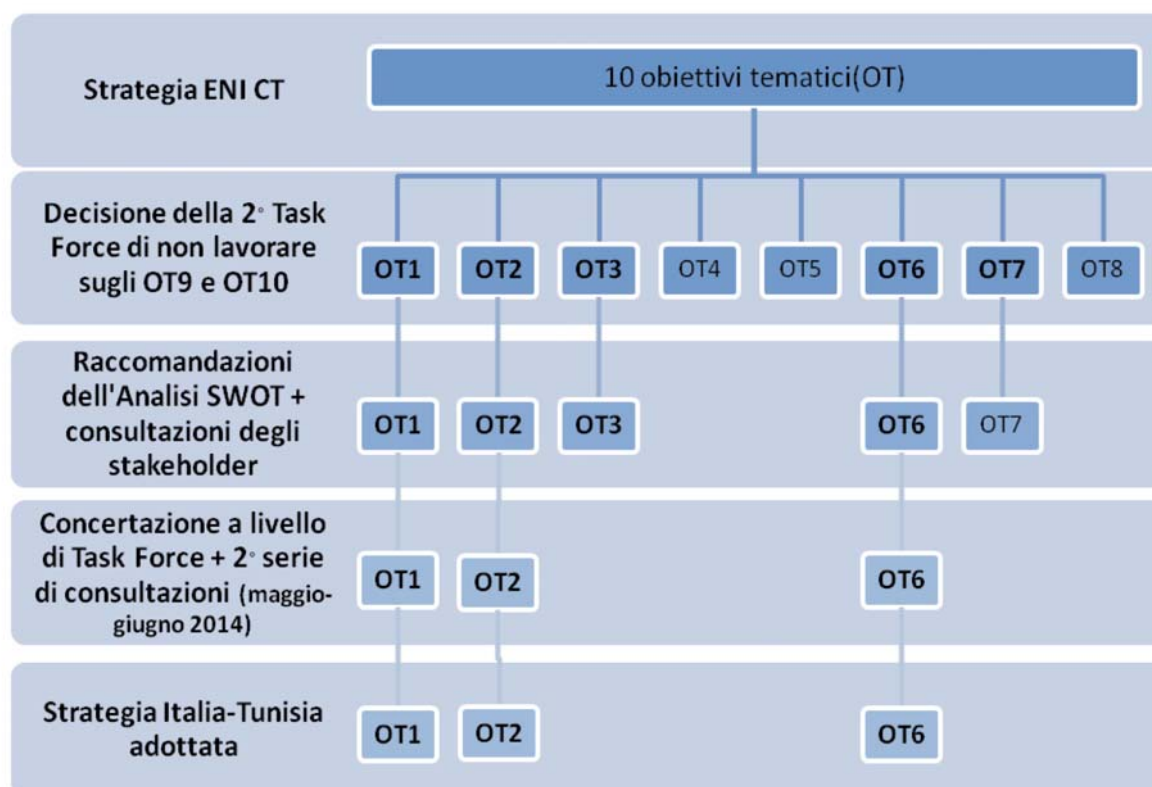 Strategia ENI CT
10 obiettivi tematici(OT)
Decisione della 2° Task
Force di non lavorare
sugli OT9 e OT10
OT1 OT2 OT3 OT4 OT5 OT6 OT7 OT8
Raccomandazioni
dell'Analisi SWOT +
consultazioni degli
stakeholder
OT1 OT2 OT3 OT6 OT7
Concertazione a livello
di Task Force + 2° serie
di consultazioni (maggio-
giugno 2014)
OT1 OT2 OT6
Strategia Italia-Tunisia
adottata
OT1 OT2 OT6